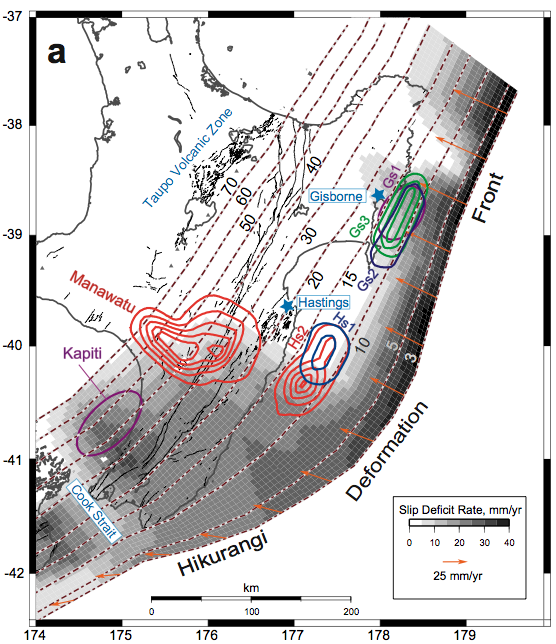 -37
a
-38
-39
-40
-41
-42
174
175
176
177
178
179
Taupo Volcanic Zone
70
60
50
40
30
20
15
10
5
3
Gisborne
Gs1
Gs3
Gs2
Front
Manawatu
Hastings
Hs1
Hs2
Kapiti
Deformation
Cook Strait
Hikurangi
Slip Deficit Rate, mm/yr
0 10 20 30 40
25 mm/yr
km
0 100 200